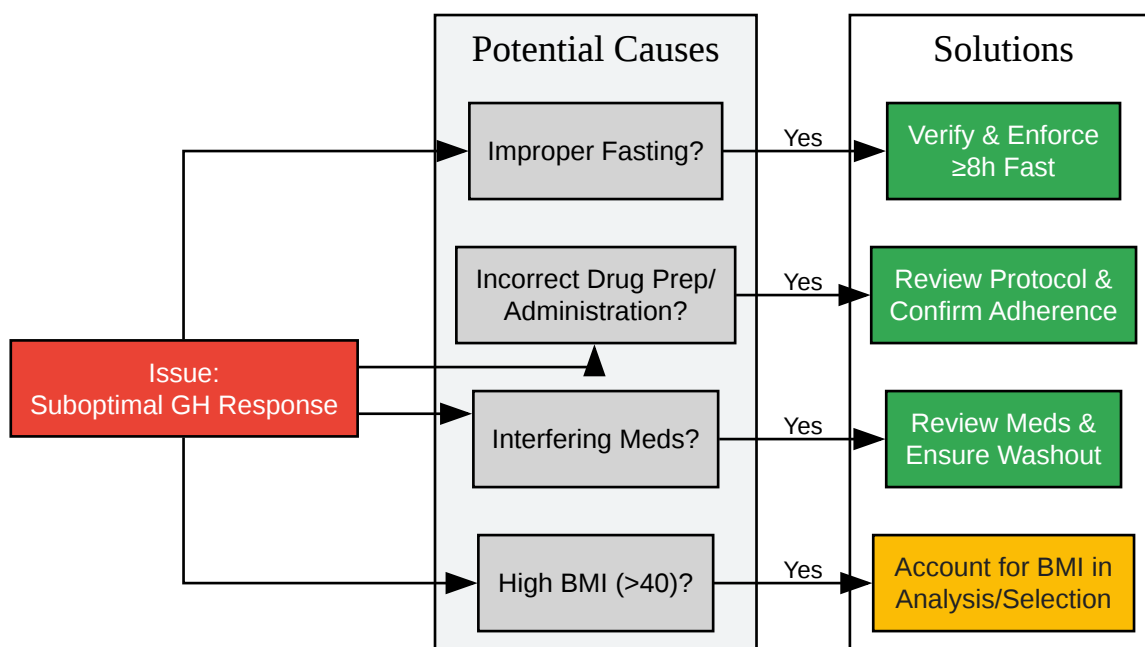 Potential Causes
Solutions
Improper Fasting?
Yes
Verify & Enforce
≥8h Fast
Incorrect Drug Prep/
Administration?
Yes
Review Protocol &
Confirm Adherence
Issue:
Suboptimal GH Response
Interfering Meds?
Yes
Review Meds &
Ensure Washout
High BMI (>40)?
Yes
Account for BMI in
Analysis/Selection